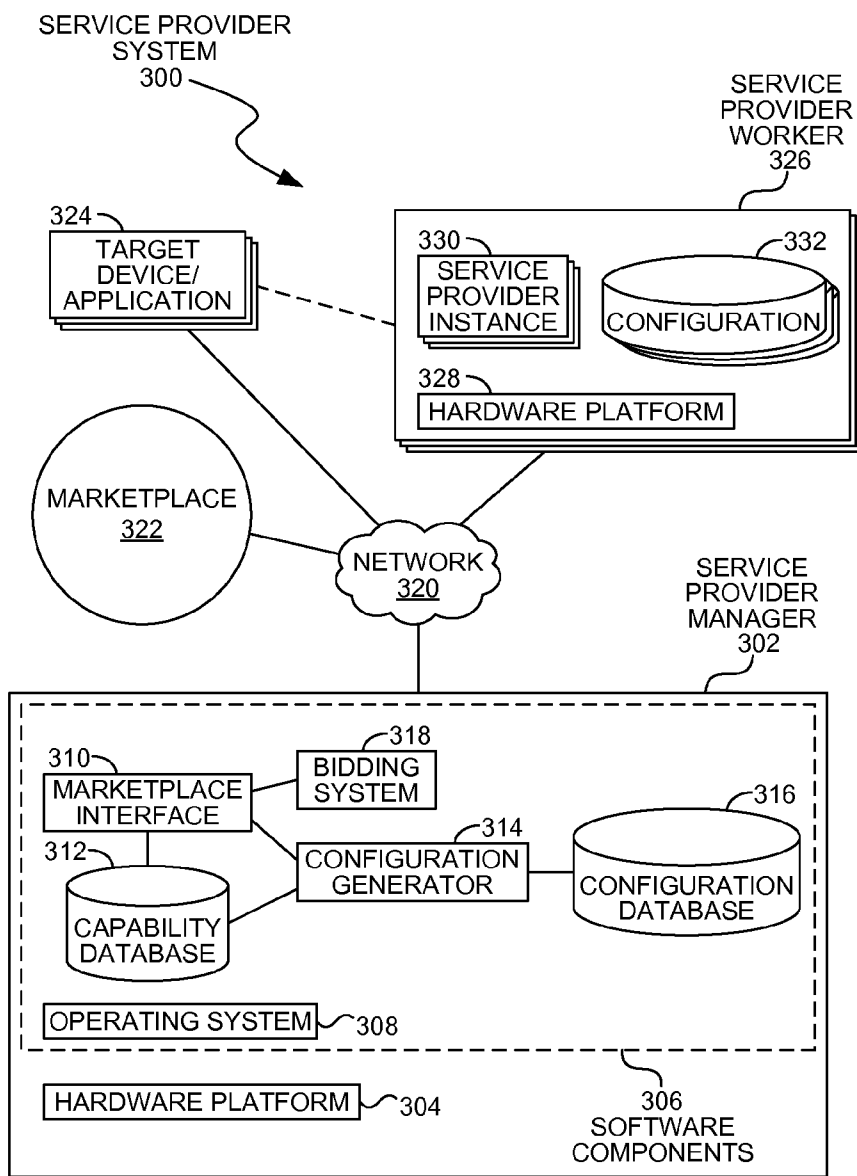 SERVICE PROVIDER
SYSTEM
300
SERVICE
PROVIDER
WORKER
326
324
TARGET
DEVICE/
APPLICATION
330
SERVICE
PROVIDER
INSTANCE
332
CONFIGURATION
328
HARDWARE PLATFORM
MARKETPLACE
322
NETWORK
320
SERVICE
PROVIDER
MANAGER
302
310
MARKETPLACE
INTERFACE
318
BIDDING
SYSTEM
312
CAPABILITY
DATABASE
314
CONFIGURATION
GENERATOR
316
CONFIGURATION
DATABASE
OPERATING SYSTEM
308
HARDWARE PLATFORM
304
306
SOFTWARE
COMPONENTS